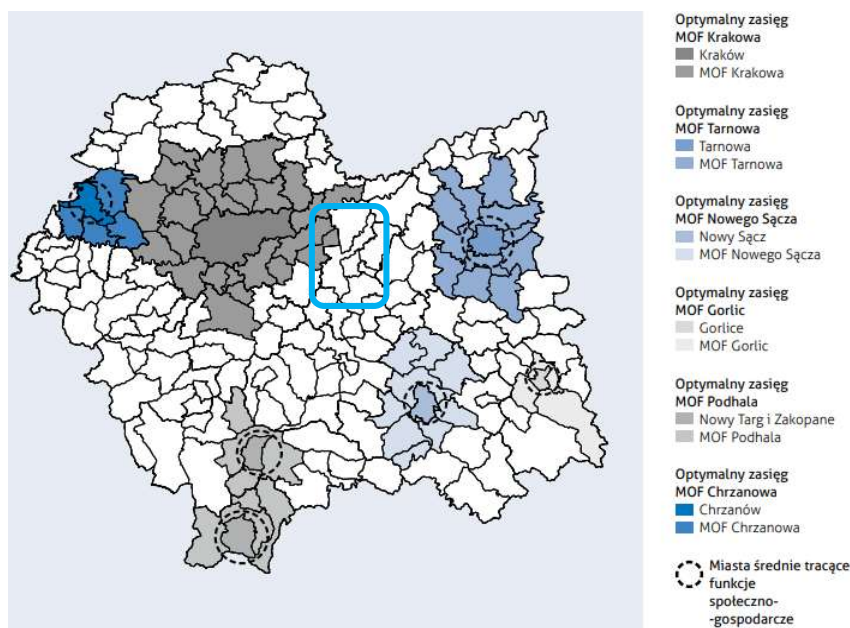 Optymalny zasięg
MOF Krakowa
Kraków
MOF Krakowa
Optymalny zasięg
MOF Tarnowa
Tarnowa
MOF Tarnowa
Optymalny zasięg
MOF Nowego Sącza
Nowy Sącz
MOF Nowego Sącza
Optymalny zasięg
MOF Gorlic
Gorlice
MOF Gorlic
Optymalny zasięg
MOF Podhala
Nowy Targ i Zakopane
MOF Podhala
Optymalny zasięg
MOF Chrzanowa
Chrzanów
MOF Chrzanowa
Miasta średnie tracące
funkcje
społeczno-
-gospodarcze